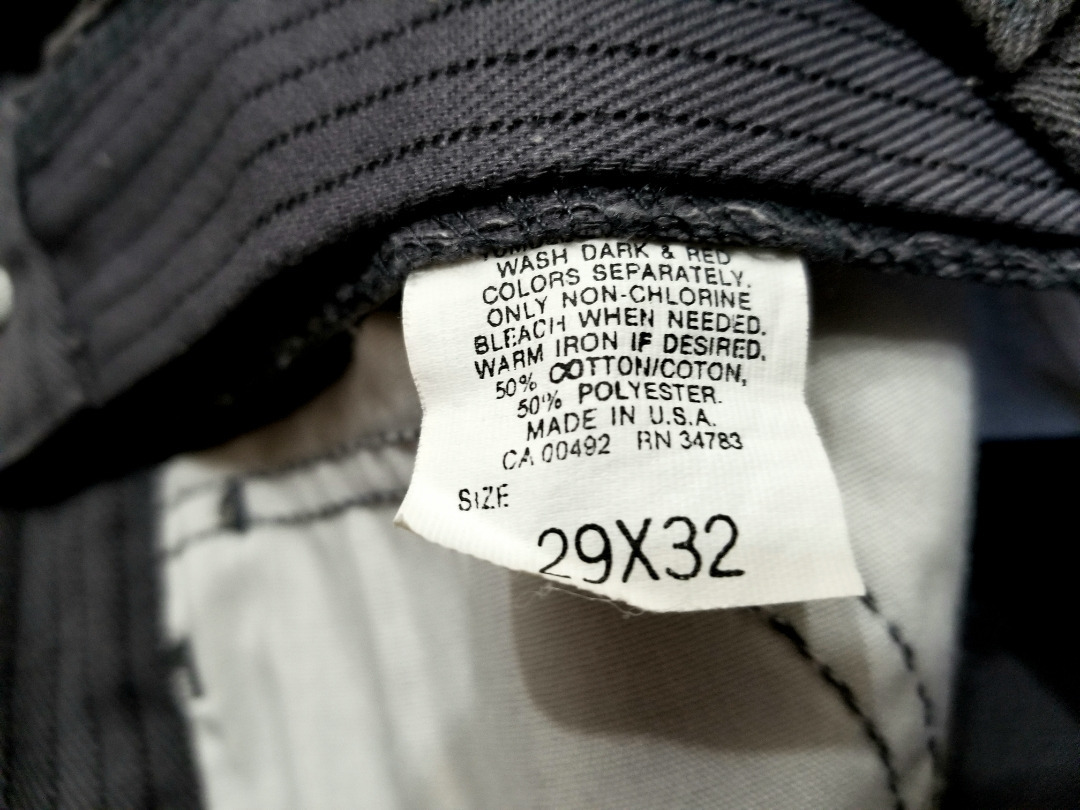 WASH DARK & RED
COLORS SEPARATELY.
ONLY NON-CHLORINE
BLEACH WHEN NEEDED.
WARM IRON IF DESIRED.
50% COTTON/COTON,
50% POLYESTER.
MADE IN U.S.A.
CA 00492 RN 34783
SIZE
29X32